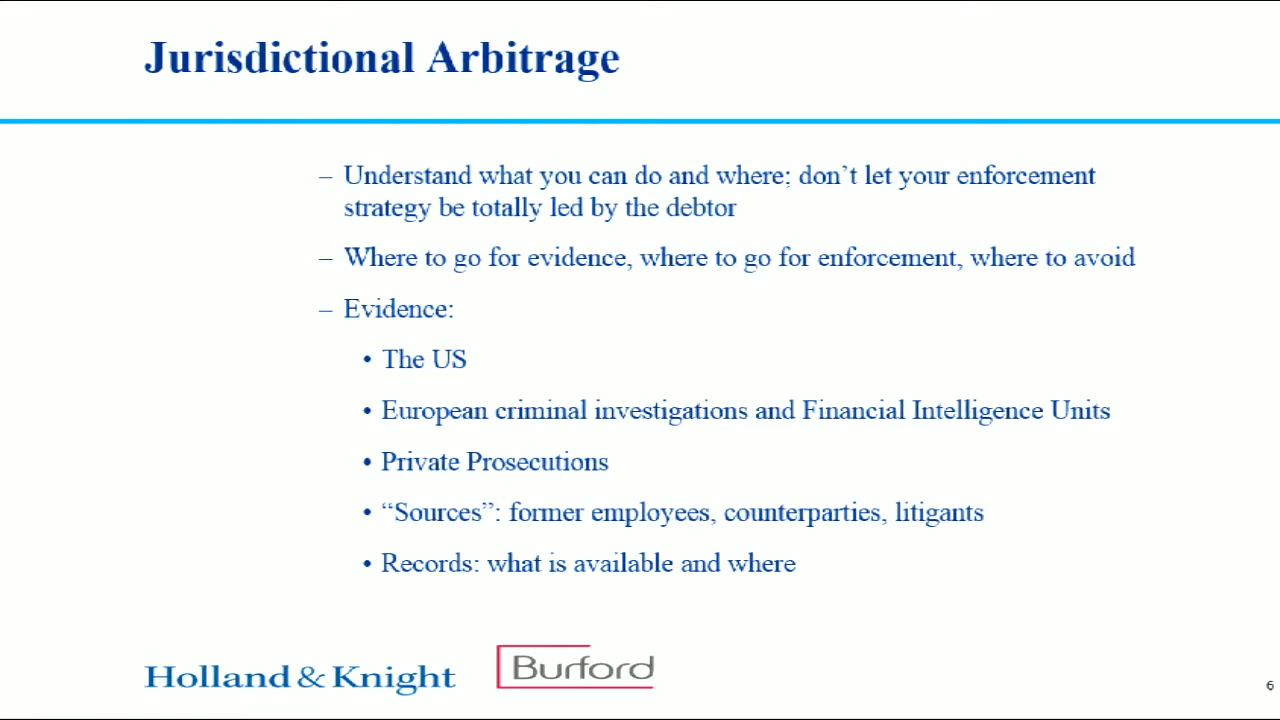 Jurisdictional Arbitrage
– Understand what you can do and where; don’t let your enforcement
strategy be totally led by the debtor
– Where to go for evidence, where to go for enforcement, where to avoid
– Evidence:
• The US
• European criminal investigations and Financial Intelligence Units
• Private Prosecutions
• “Sources”: former employees, counterparties, litigants
• Records: what is available and where
Holland & Knight
Burford
6